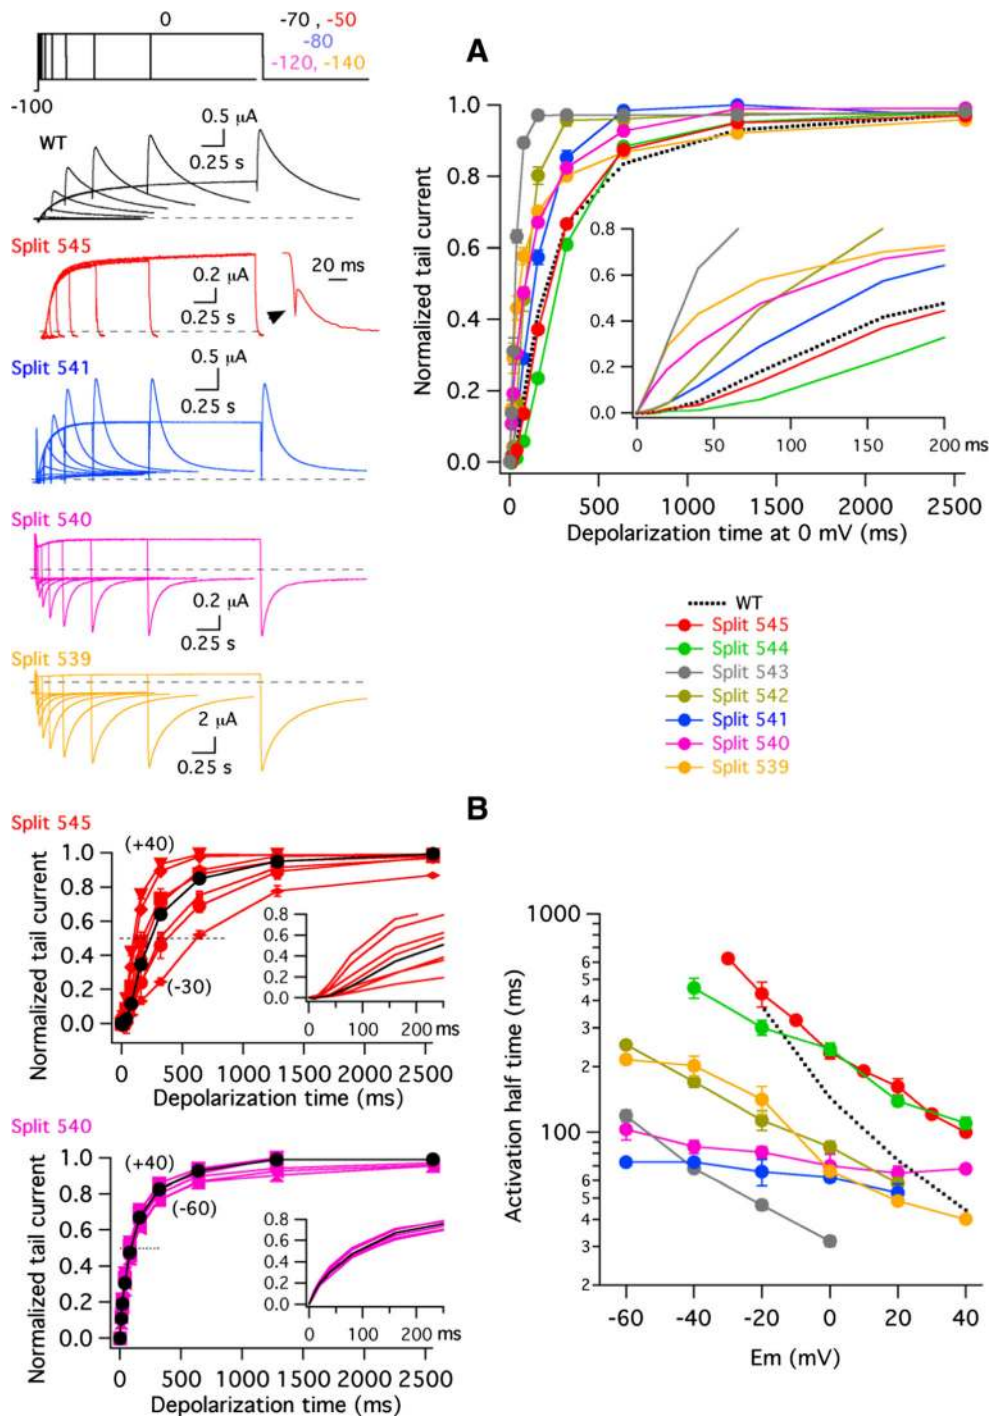 0
-70 , -50
-80
-120, -140
-100
WT
0.5 µA
0.25 s
Split 545
0.2 µA
0.25 s
20 ms
Split 541
0.5 µA
0.25 s
Split 540
0.2 µA
0.25 s
Split 539
2 µA
0.25 s
A
Normalized tail current
1.0
0.8
0.6
0.4
0.2
0.0
0
500
1000
1500
2000
2500
Depolarization time at 0 mV (ms)
0.8
0.6
0.4
0.2
0.0
0
50
100
150
200 ms
WT
Split 545
Split 544
Split 543
Split 542
Split 541
Split 540
Split 539
Split 545
Normalized tail current
1.0
0.8
0.6
0.4
0.2
0.0
(+40)
(-30)
0
500
1000
1500
2000
2500
Depolarization time (ms)
0.8
0.6
0.4
0.2
0.0
0
100
200 ms
Split 540
Normalized tail current
1.0
0.8
0.6
0.4
0.2
0.0
(+40)
(-60)
0
500
1000
1500
2000
2500
Depolarization time (ms)
0.8
0.6
0.4
0.2
0.0
0
100
200 ms
B
Activation half time (ms)
1000
6
5
4
3
2
100
6
5
4
3
2
-60
-40
-20
0
20
40
Em (mV)